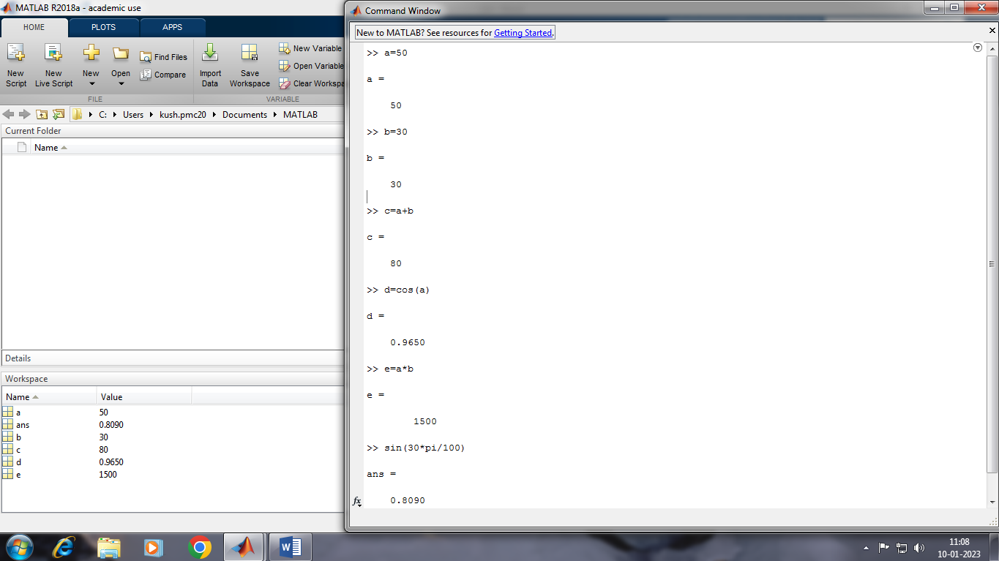 MATLAB R2018a - academic use
HOME
PLOTS
APPS
New Script
New Live Script
New
Open
Find Files
Compare
Import Data
Save Workspace
New Variable
Open Variable
Clear Workspa
FILE
VARIABLE
C: Users kush.pmc20 Documents MATLAB
Current Folder
Name
Details
Workspace
Name Value
a 50
ans 0.8090
b 30
c 80
d 0.9650
e 1500
Command Window
New to MATLAB? See resources for Getting Started.
>> a=50
a =
50
>> b=30
b =
30
>> c=a+b
c =
80
>> d=cos(a)
d =
0.9650
>> e=a*b
e =
1500
>> sin(30*pi/100)
ans =
0.8090
fx
11:08
10-01-2023